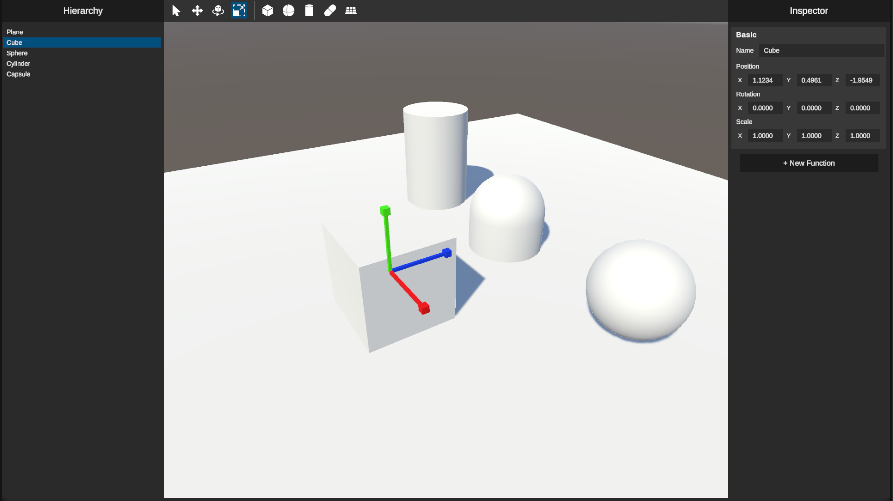 Hierarchy
Plane
Cube
Sphere
Cylinder
Capsule
Inspector
Basic
Name Cube
Position
X 1.1234 Y 0.4961 Z -1.9549
Rotation
X 0.0000 Y 0.0000 Z 0.0000
Scale
X 1.0000 Y 1.0000 Z 1.0000
+ New Function